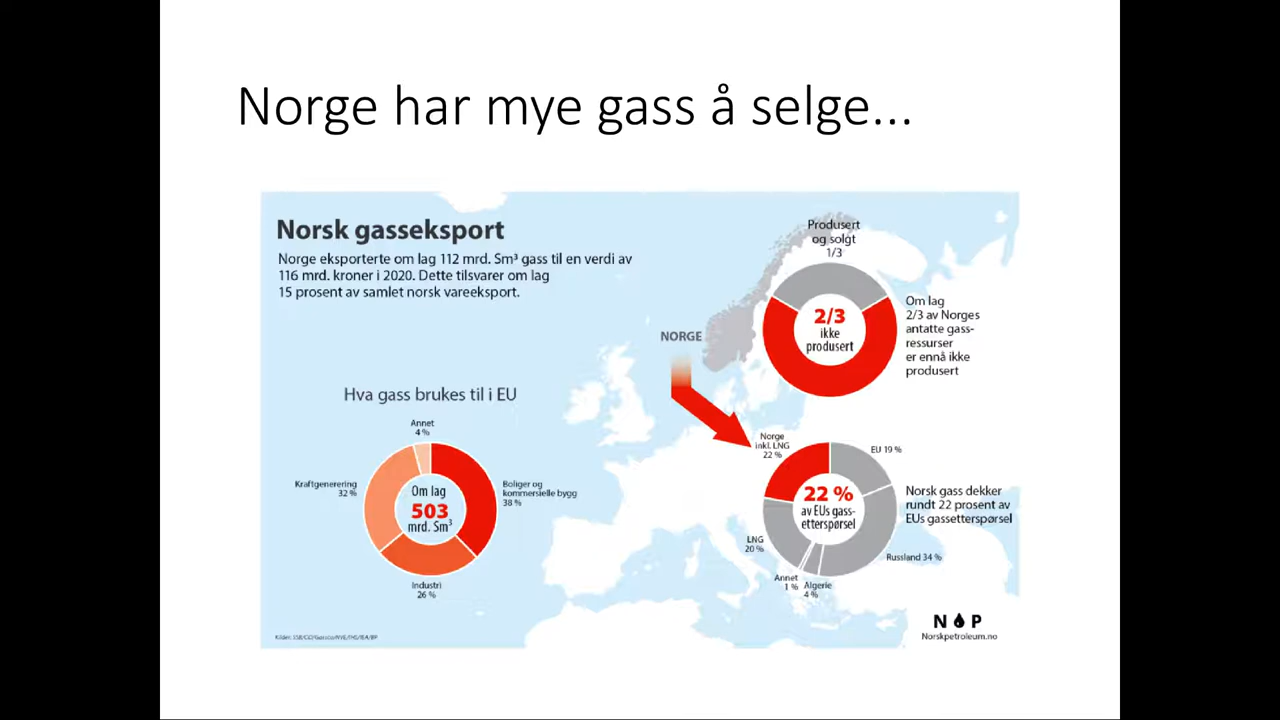 Norge har mye gass å selge...
Norsk gasseksport
Norge eksporterte om lag 112 mrd. Sm³ gass til en verdi av
116 mrd. kroner i 2020. Dette tilsvarer om lag
15 prosent av samlet norsk vareeksport.
Produsert
og solgt
1/3
2/3
ikke
produsert
Om lag
2/3 av Norges
antatte gass-
ressurser
er ennå ikke
produsert
NORGE
Hva gass brukes til i EU
Annet
4 %
Kraftgenerering
32 %
Om lag
503
mrd. Sm³
Boliger og
kommersielle bygg
38 %
Industri
26 %
Norge
inkl. LNG
22 %
EU 19 %
22 %
av EUs gass-
etterspørsel
Norsk gass dekker
rundt 22 prosent av
EUs gassetterspørsel
LNG
20 %
Russland 34 %
Annet
1 %
Algerie
4 %
N P
Norskpetroleum.no